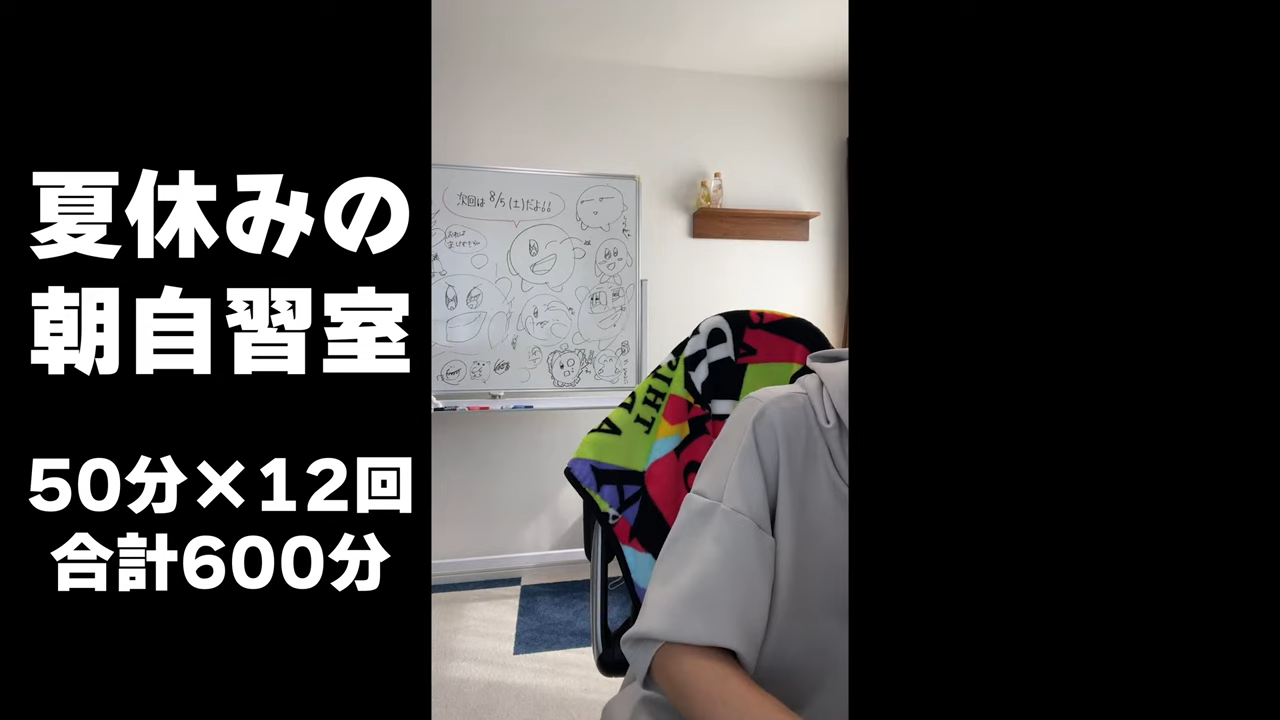 夏休みの
朝自習室
50分×12回
合計600分
次回は 8/5 (土)だよ!!